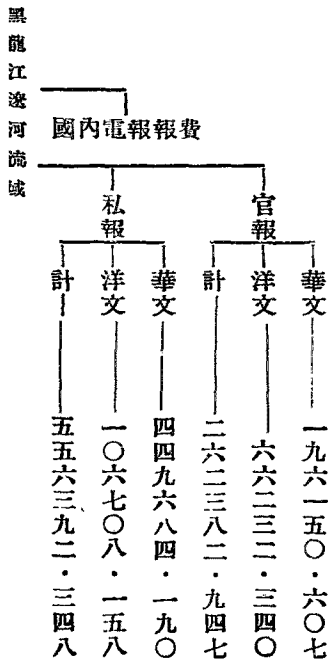 黑龍江遼河流域
國內電報報費
官報
華文
一九六一五〇・六〇七
洋文
六六二三二・三四〇
計
二六二三八二・九四七
私報
華文
四四九六八四・一九〇
洋文
一〇六七〇八・一五八
計
五五六三九二・三四八